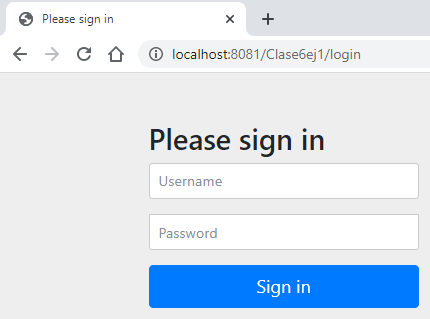 Please sign in
localhost:8081/Clase6ej1/login
Please sign in
Username
Password
Sign in